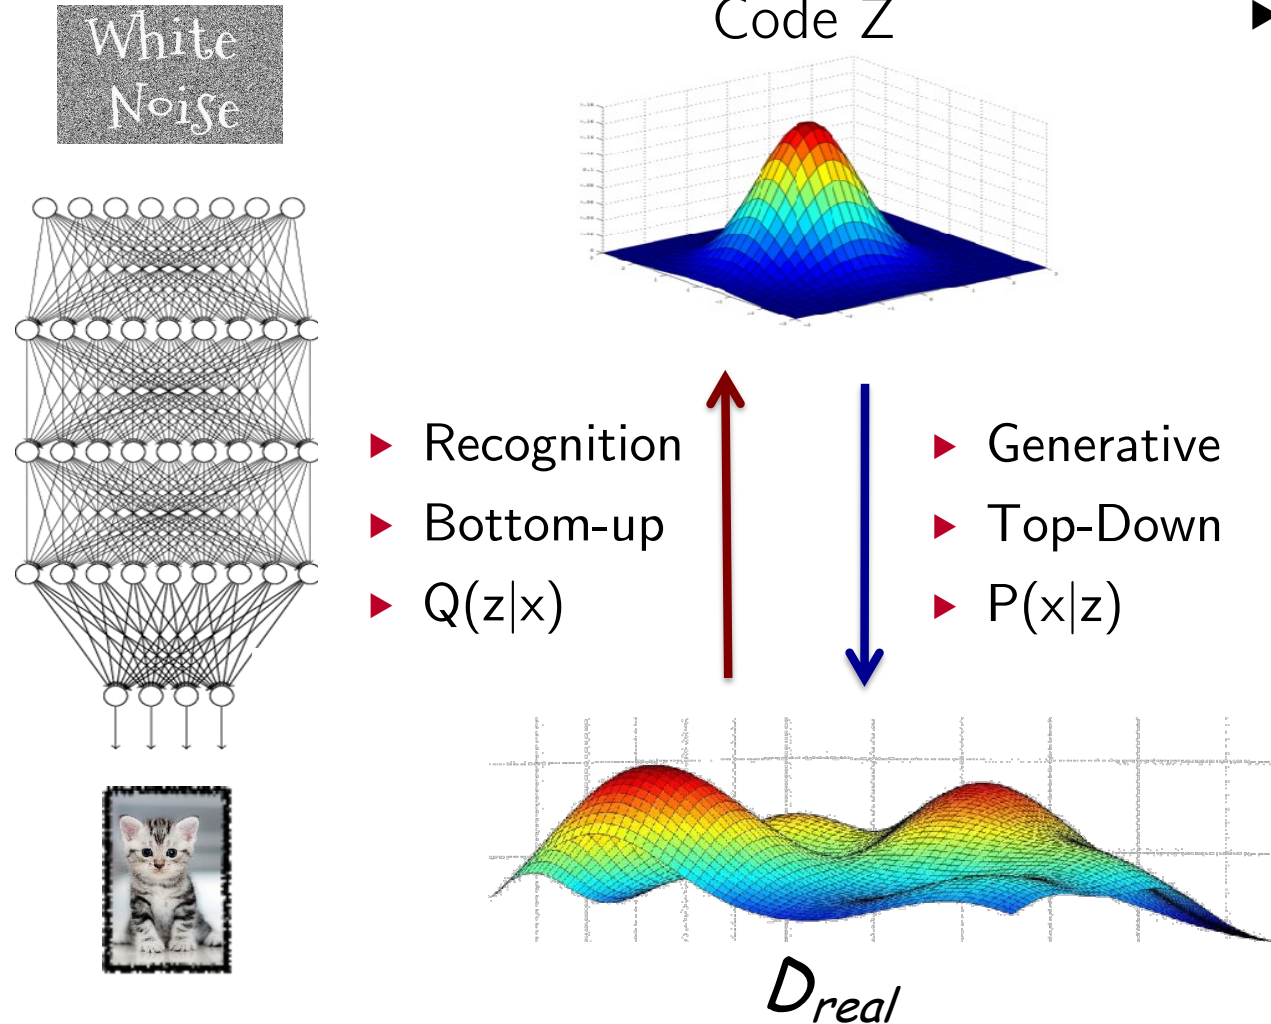 White
Noise
Code Z
Recognition
Bottom-up
Q(z|x)
Generative
Top-Down
P(x|z)
D_real